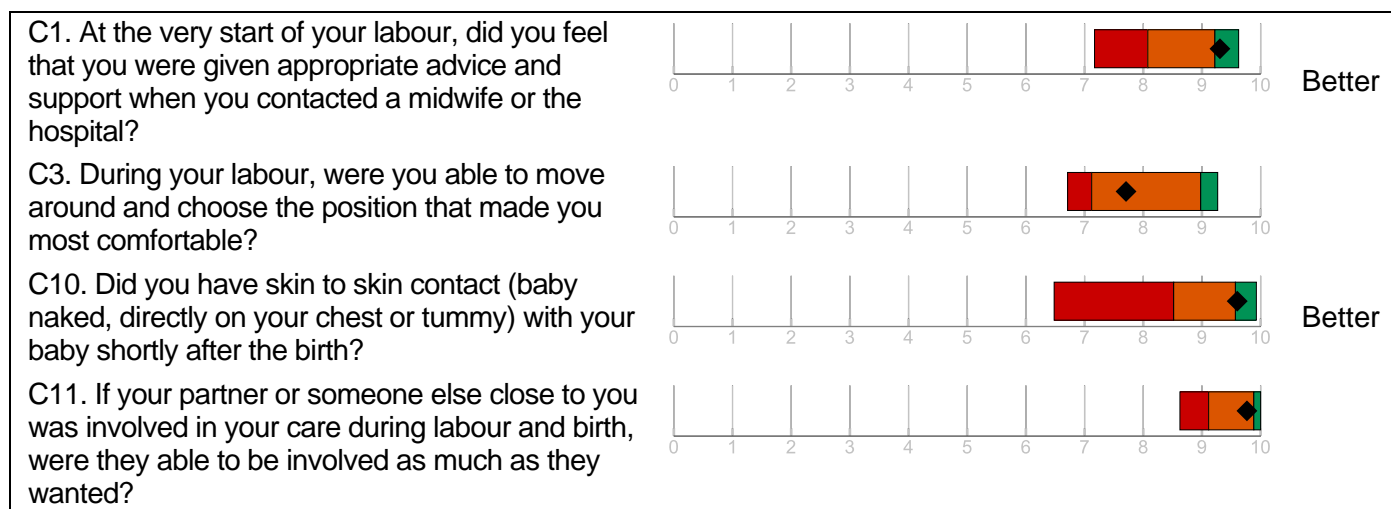 C1. At the very start of your labour, did you feel
that you were given appropriate advice and
support when you contacted a midwife or the
hospital?
0 1 2 3 4 5 6 7 8 9 10
Better
C3. During your labour, were you able to move
around and choose the position that made you
most comfortable?
0 1 2 3 4 5 6 7 8 9 10
C10. Did you have skin to skin contact (baby
naked, directly on your chest or tummy) with your
baby shortly after the birth?
0 1 2 3 4 5 6 7 8 9 10
Better
C11. If your partner or someone else close to you
was involved in your care during labour and birth,
were they able to be involved as much as they
wanted?
0 1 2 3 4 5 6 7 8 9 10